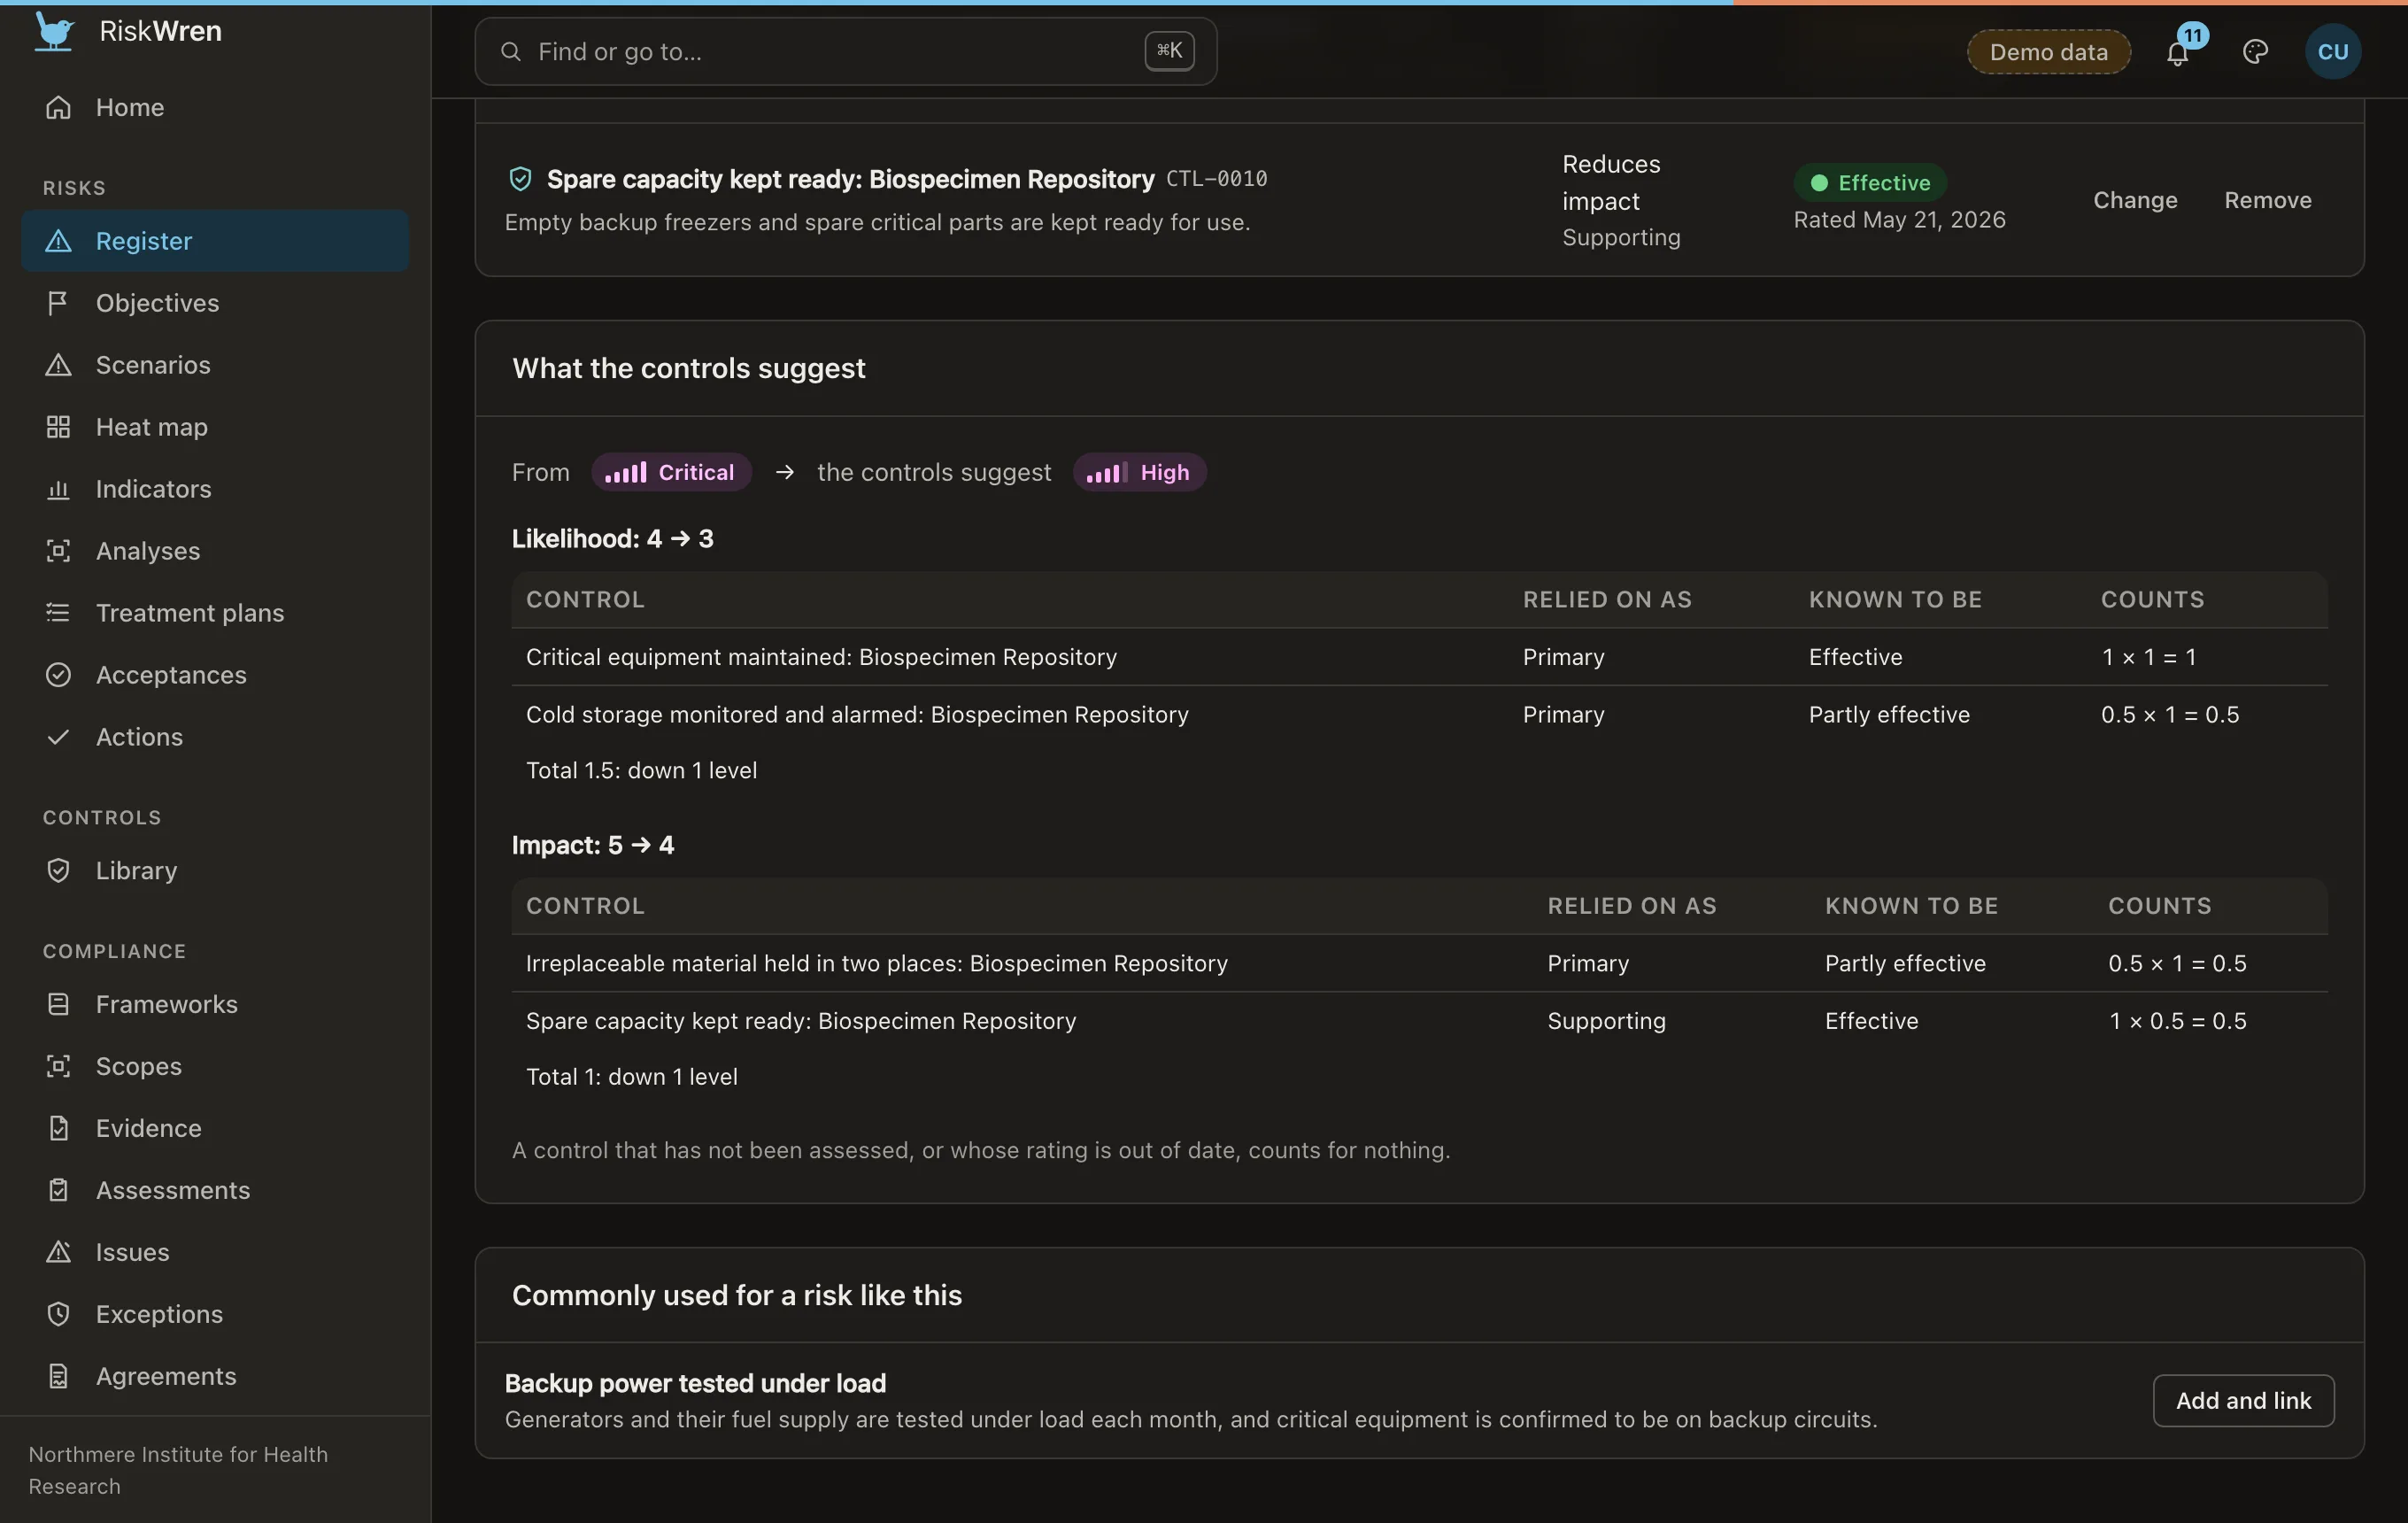 RiskWren
Find or go to...
⌘K
Demo data
11
CU
Home
RISKS
Register
Objectives
Scenarios
Heat map
Indicators
Analyses
Treatment plans
Acceptances
Actions
CONTROLS
Library
COMPLIANCE
Frameworks
Scopes
Evidence
Assessments
Issues
Exceptions
Agreements
Northmere Institute for Health
Research
Spare capacity kept ready: Biospecimen Repository CTL-0010
Empty backup freezers and spare critical parts are kept ready for use.
Reduces
impact
Supporting
Effective
Rated May 21, 2026
Change
Remove
What the controls suggest
From Critical → the controls suggest High
Likelihood: 4 → 3
CONTROL RELIED ON AS KNOWN TO BE COUNTS
Critical equipment maintained: Biospecimen Repository Primary Effective 1 × 1 = 1
Cold storage monitored and alarmed: Biospecimen Repository Primary Partly effective 0.5 × 1 = 0.5
Total 1.5: down 1 level
Impact: 5 → 4
CONTROL RELIED ON AS KNOWN TO BE COUNTS
Irreplaceable material held in two places: Biospecimen Repository Primary Partly effective 0.5 × 1 = 0.5
Spare capacity kept ready: Biospecimen Repository Supporting Effective 1 × 0.5 = 0.5
Total 1: down 1 level
A control that has not been assessed, or whose rating is out of date, counts for nothing.
Commonly used for a risk like this
Backup power tested under load
Generators and their fuel supply are tested under load each month, and critical equipment is confirmed to be on backup circuits.
Add and link